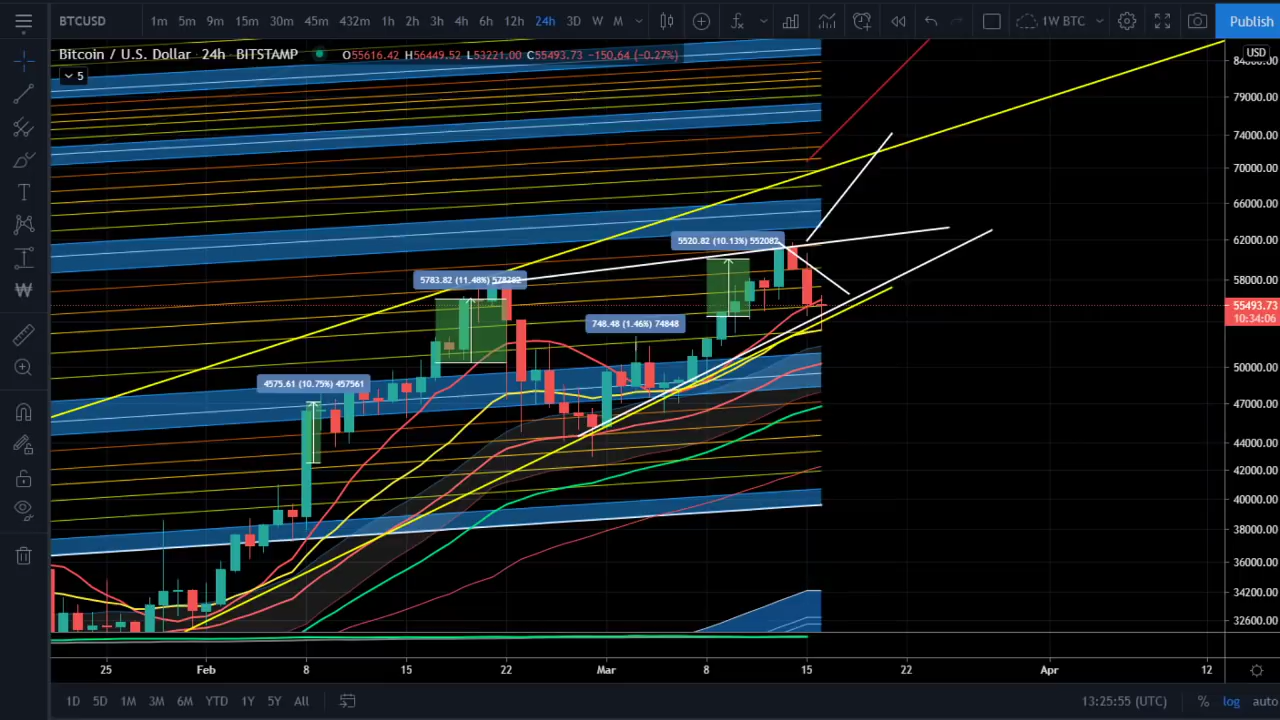 BTCUSD 1m 5m 9m 15m 30m 45m 432m 1h 2h 3h 4h 6h 12h 24h 3D W M 1W BTC Publish
Bitcoin / U.S. Dollar · 24h · BITSTAMP O55616.42 H56449.52 L53221.00 C55493.73 −150.64 (−0.27%)
USD
5
79000.00
74000.00
70000.00
66000.00
5520.82 (10.13%) 552082
62000.00
5783.82 (11.48%) 578382
58000.00
55493.73
10:34:06
748.48 (1.46%) 74848
50000.00
4575.61 (10.75%) 457561
47000.00
44000.00
42000.00
40000.00
38000.00
36000.00
34200.00
32600.00
25 Feb 8 15 22 Mar 8 15 22 Apr 12
1D 5D 1M 3M 6M YTD 1Y 5Y All 13:25:55 (UTC) % log auto